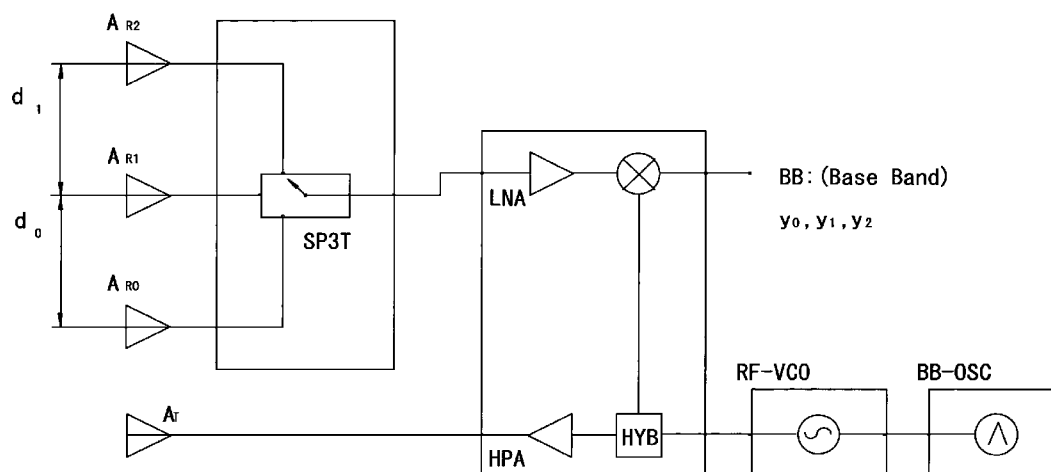 A R2
d 1
A R1
d 0
A R0
SP3T
LNA
BB: (Base Band)
y0, y1, y2
RF-VCO
BB-OSC
AT
HPA
HYB